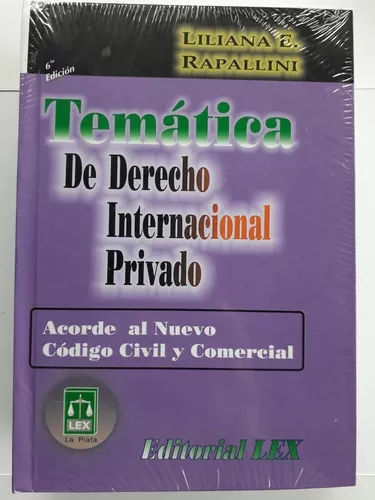 LILIANA E.
RAPALLINI
6ta Edición
Temática
De Derecho
Internacional
Privado
Acorde al Nuevo
Código Civil y Comercial
LEX
La Plata
Editorial LEX